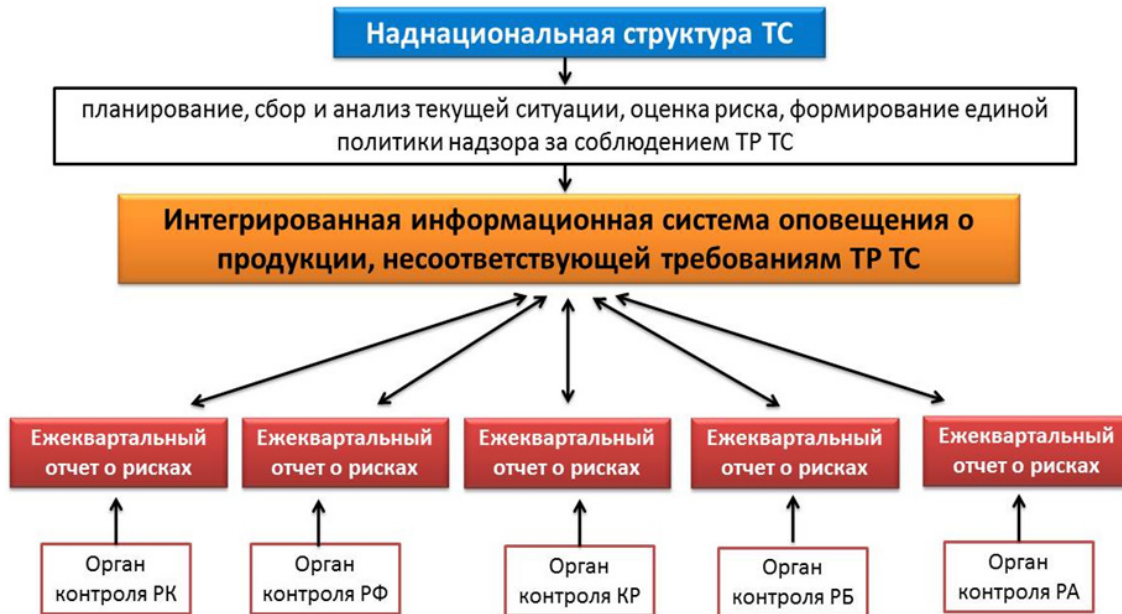 Наднациональная структура ТС
планирование, сбор и анализ текущей ситуации, оценка риска, формирование единой
политики надзора за соблюдением ТР ТС
Интегрированная информационная система оповещения о
продукции, несоответствующей требованиям ТР ТС
Ежеквартальный
отчет о рисках
Ежеквартальный
отчет о рисках
Ежеквартальный
отчет о рисках
Ежеквартальный
отчет о рисках
Ежеквартальный
отчет о рисках
Орган
контроля РК
Орган
контроля РФ
Орган
контроля КР
Орган
контроля РБ
Орган
контроля РА